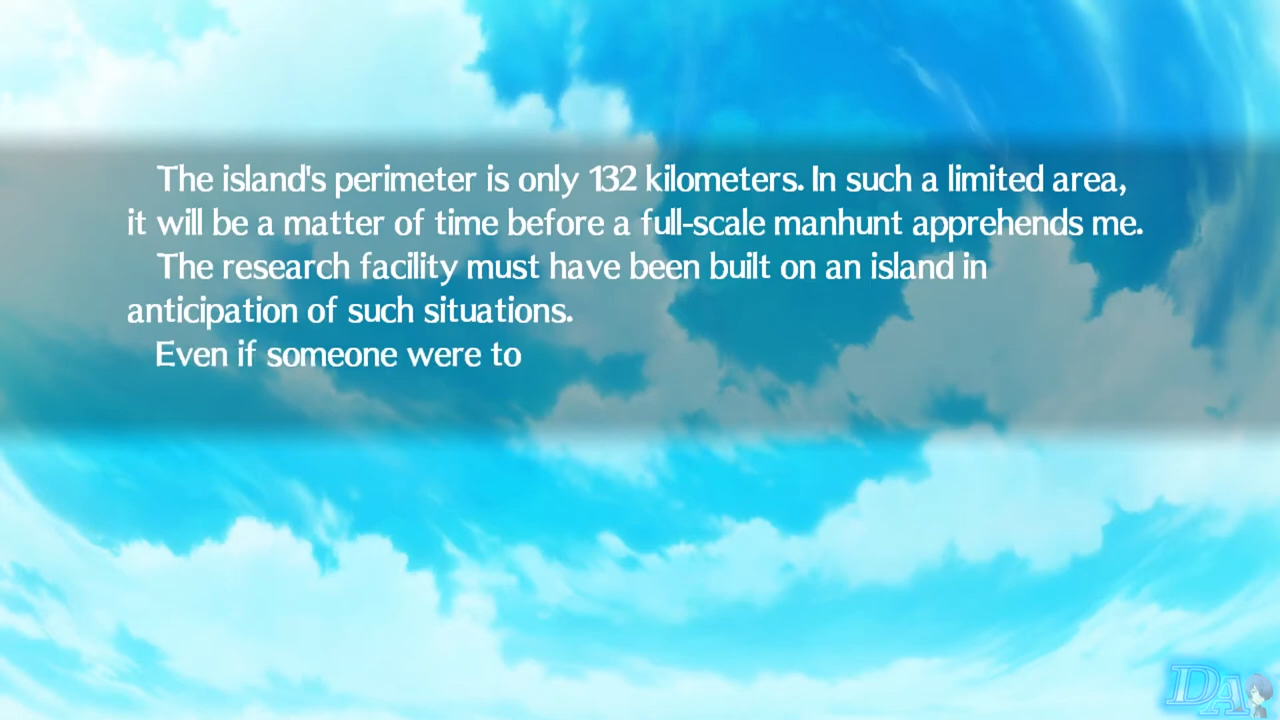 The island's perimeter is only 132 kilometers. In such a limited area,
it will be a matter of time before a full-scale manhunt apprehends me.
The research facility must have been built on an island in
anticipation of such situations.
Even if someone were to
DA